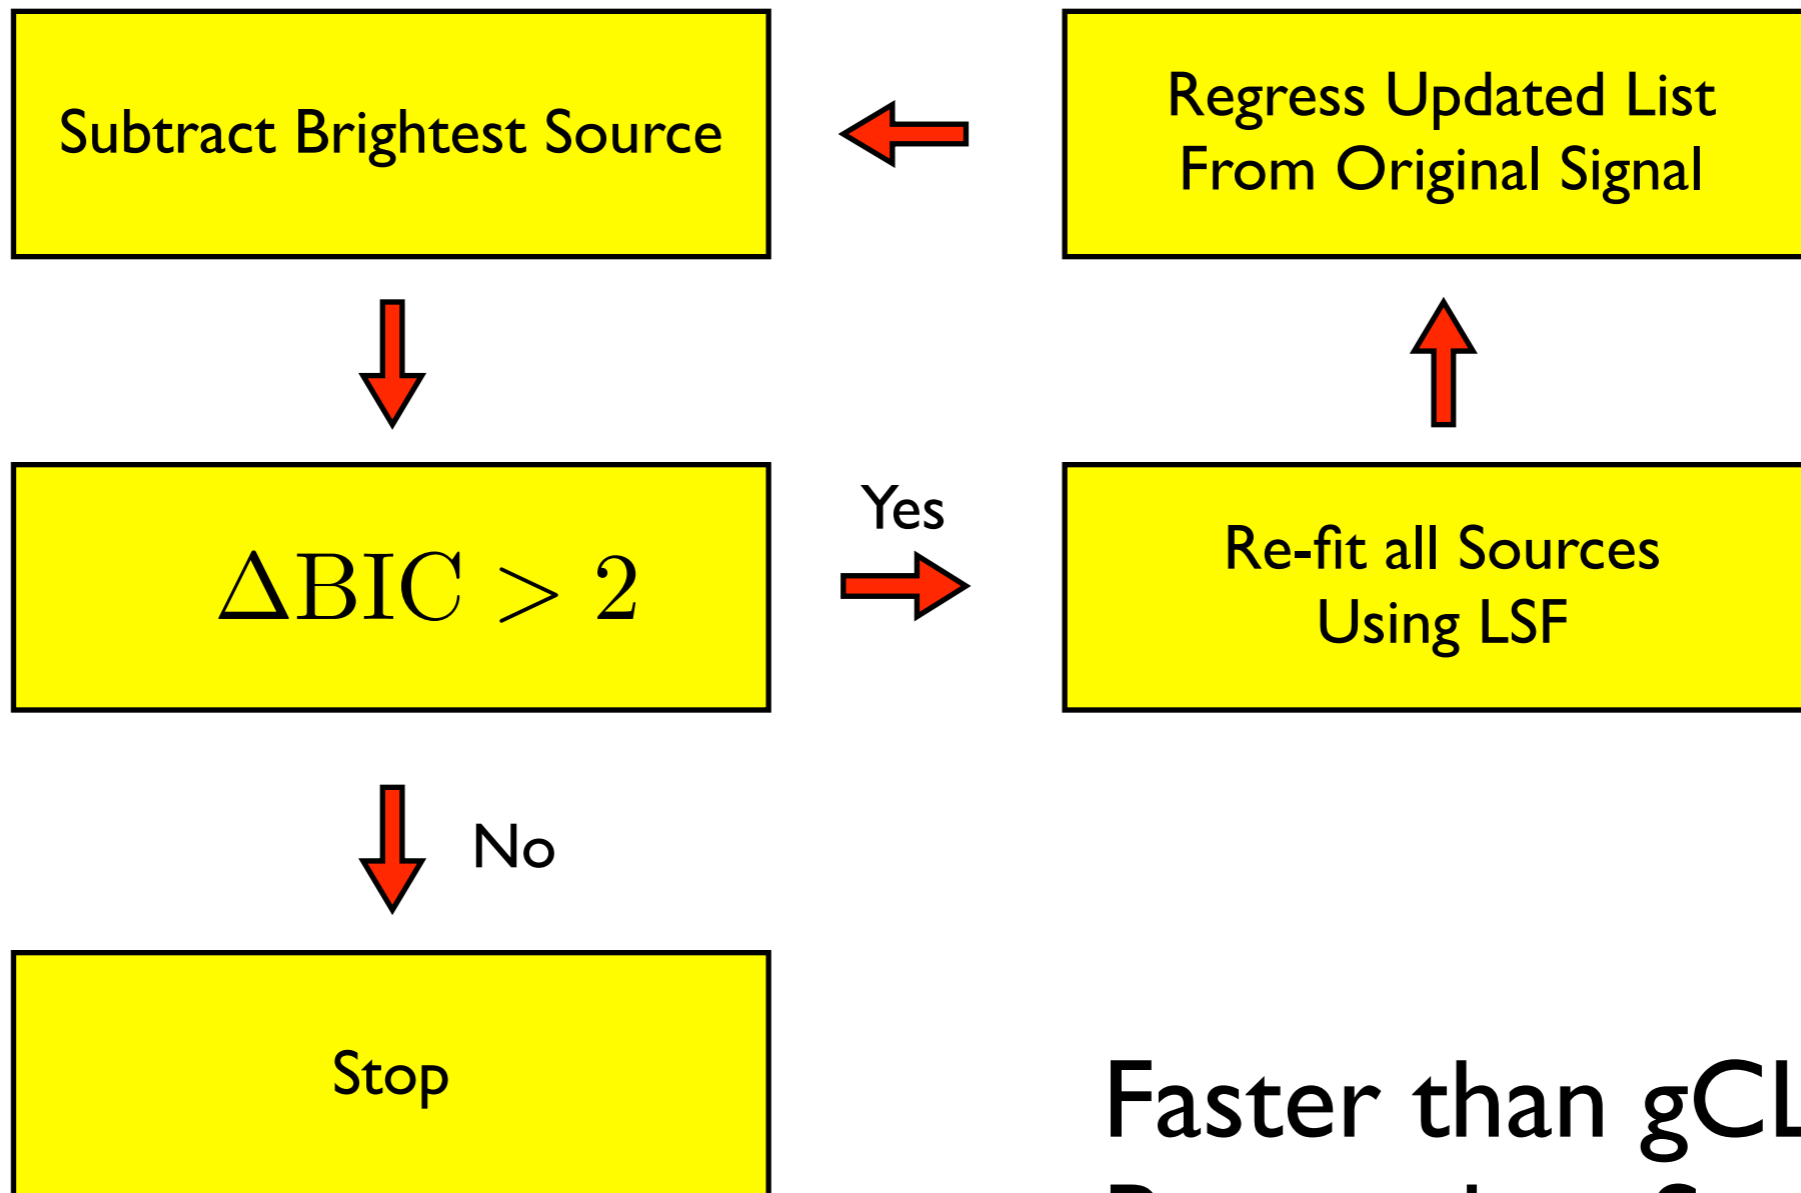 Subtract Brightest Source
Regress Updated List
From Original Signal
ΔBIC > 2
Yes
Re-fit all Sources
Using LSF
No
Stop
Faster than gCL